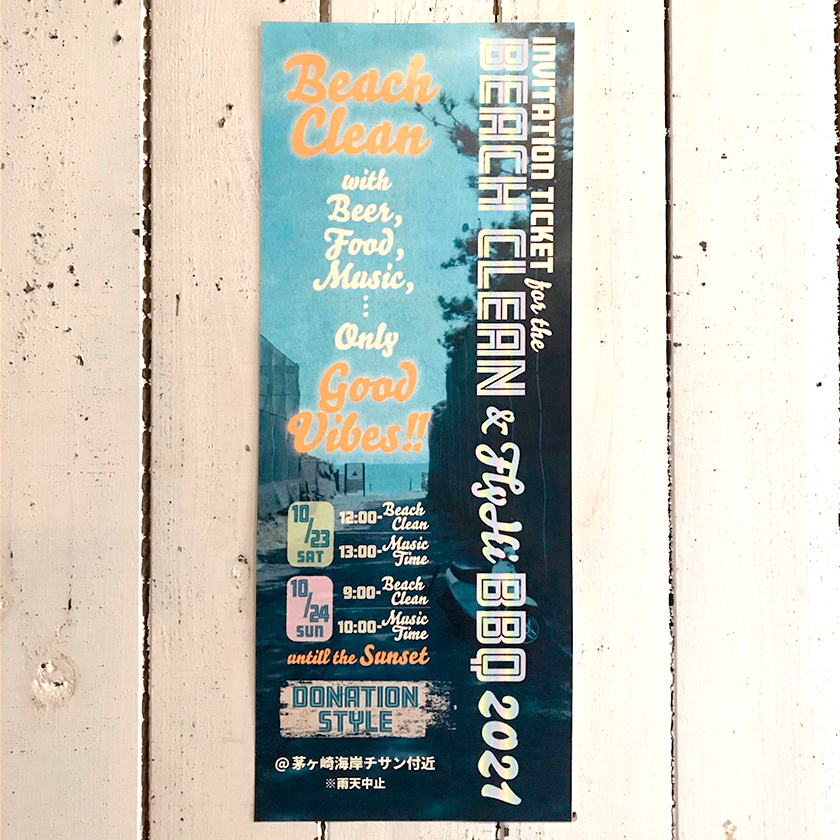 Beach
Clean
with
Beer,
Food,
Music,
⋮
Only
Good
Vibes!!
10/23
SAT
12:00-Beach
Clean
13:00-Music
Time
10/24
SUN
9:00-Beach
Clean
10:00-Music
Time
untill the Sunset
DONATION
STYLE
@茅ヶ崎海岸チサン付近
※雨天中止
INVITATION TICKET for the
BEACH CLEAN & Fly Hi BBQ 2021